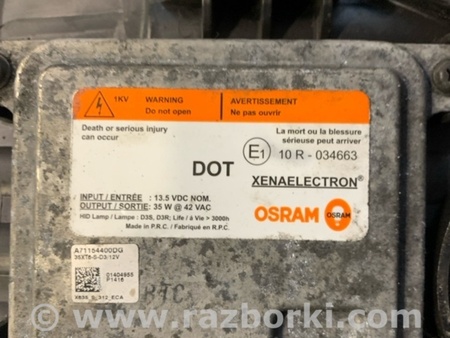 1KV
WARNING
Do not open
AVERTISSEMENT
Ne pas ouvrir
Death or serious injury
can occur
La mort ou la blessure
sérieuse peut arriver
DOT
E1 10 R - 034663
XENAELECTRON®
INPUT / ENTRÉE : 13.5 VDC NOM.
OUTPUT / SORTIE: 35 W @ 42 VAC
HID Lamp / Lampe : D3S, D3R; Life / à Vie > 3000h
Made in P.R.C. / Fabriqué en R.P.C.
OSRAM OSRAM
A71154400DG
35XT6-S-D3/12V
01404955
P1416
www.razborki.com